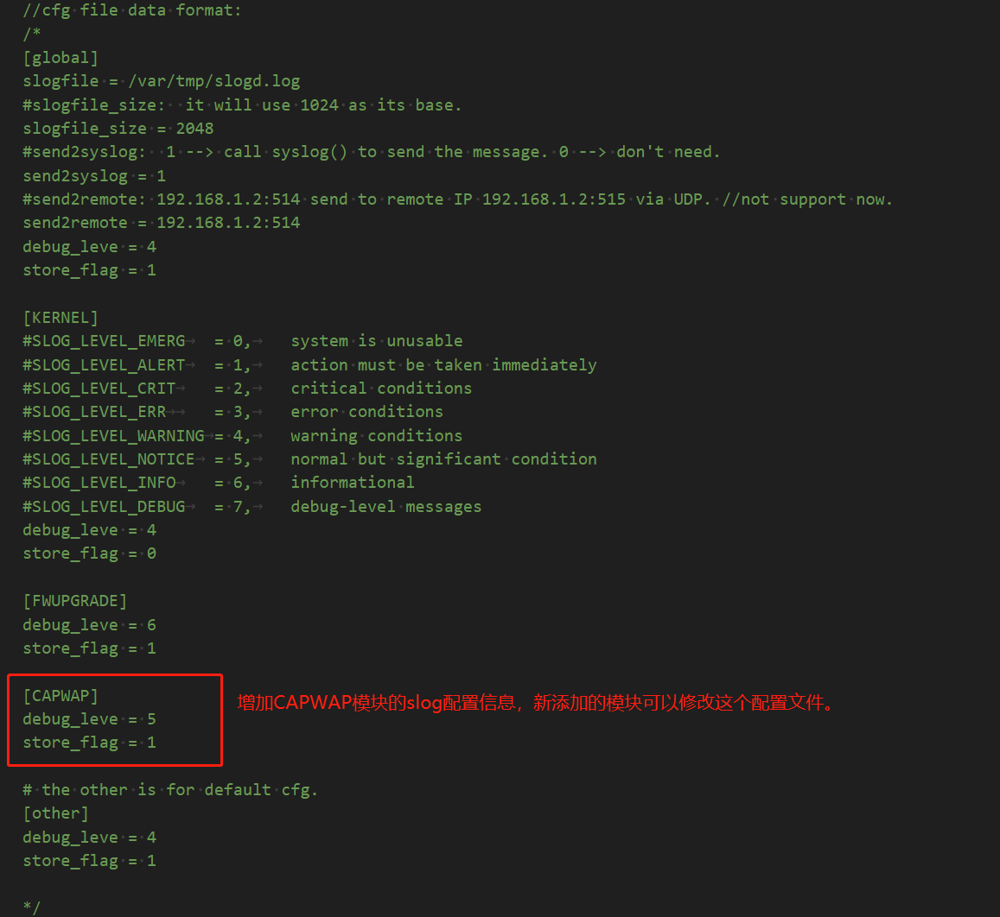 //cfg file data format:
/*
[global]
slogfile = /var/tmp/slogd.log
#slogfile_size:  it will use 1024 as its base.
slogfile_size = 2048
#send2syslog:  1 --> call syslog() to send the message. 0 --> don't need.
send2syslog = 1
#send2remote: 192.168.1.2:514 send to remote IP 192.168.1.2:515 via UDP. //not support now.
send2remote = 192.168.1.2:514
debug_leve = 4
store_flag = 1
[KERNEL]
#SLOG_LEVEL_EMERG = 0, system is unusable
#SLOG_LEVEL_ALERT = 1, action must be taken immediately
#SLOG_LEVEL_CRIT = 2, critical conditions
#SLOG_LEVEL_ERR = 3, error conditions
#SLOG_LEVEL_WARNING = 4, warning conditions
#SLOG_LEVEL_NOTICE = 5, normal but significant condition
#SLOG_LEVEL_INFO = 6, informational
#SLOG_LEVEL_DEBUG = 7, debug-level messages
debug_leve = 4
store_flag = 0
[FWUPGRADE]
debug_leve = 6
store_flag = 1
[CAPWAP]
增加CAPWAP模块的slog配置信息，新添加的模块可以修改这个配置文件。
debug_leve = 5
store_flag = 1
# the other is for default cfg.
[other]
debug_leve = 4
store_flag = 1
*/